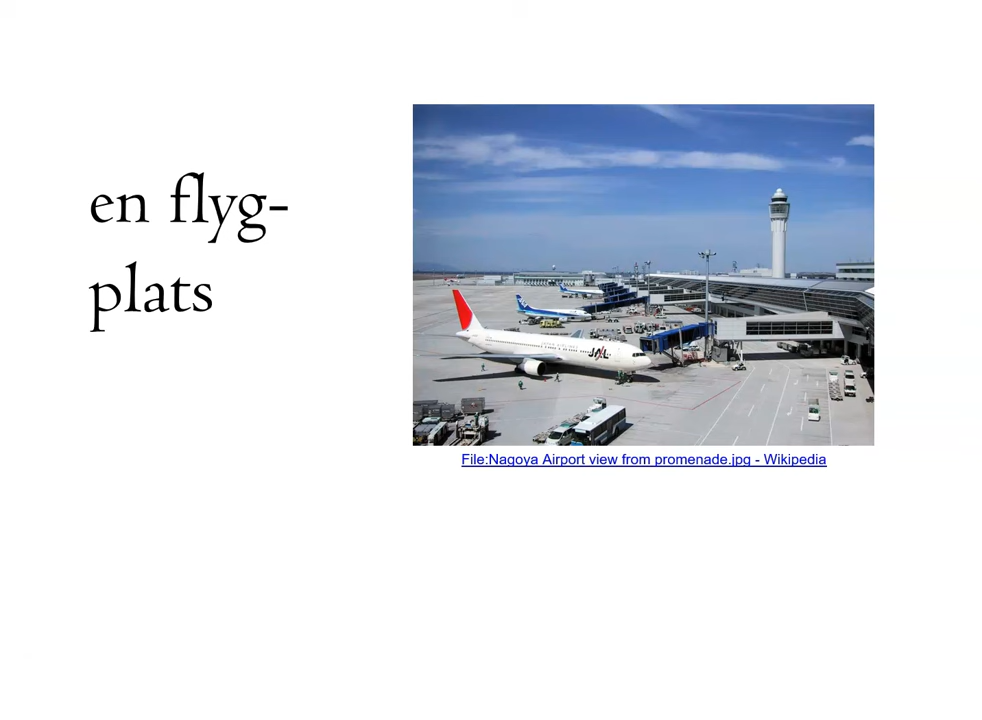 en flyg-
plats
JAL
File:Nagoya Airport view from promenade.jpg - Wikipedia